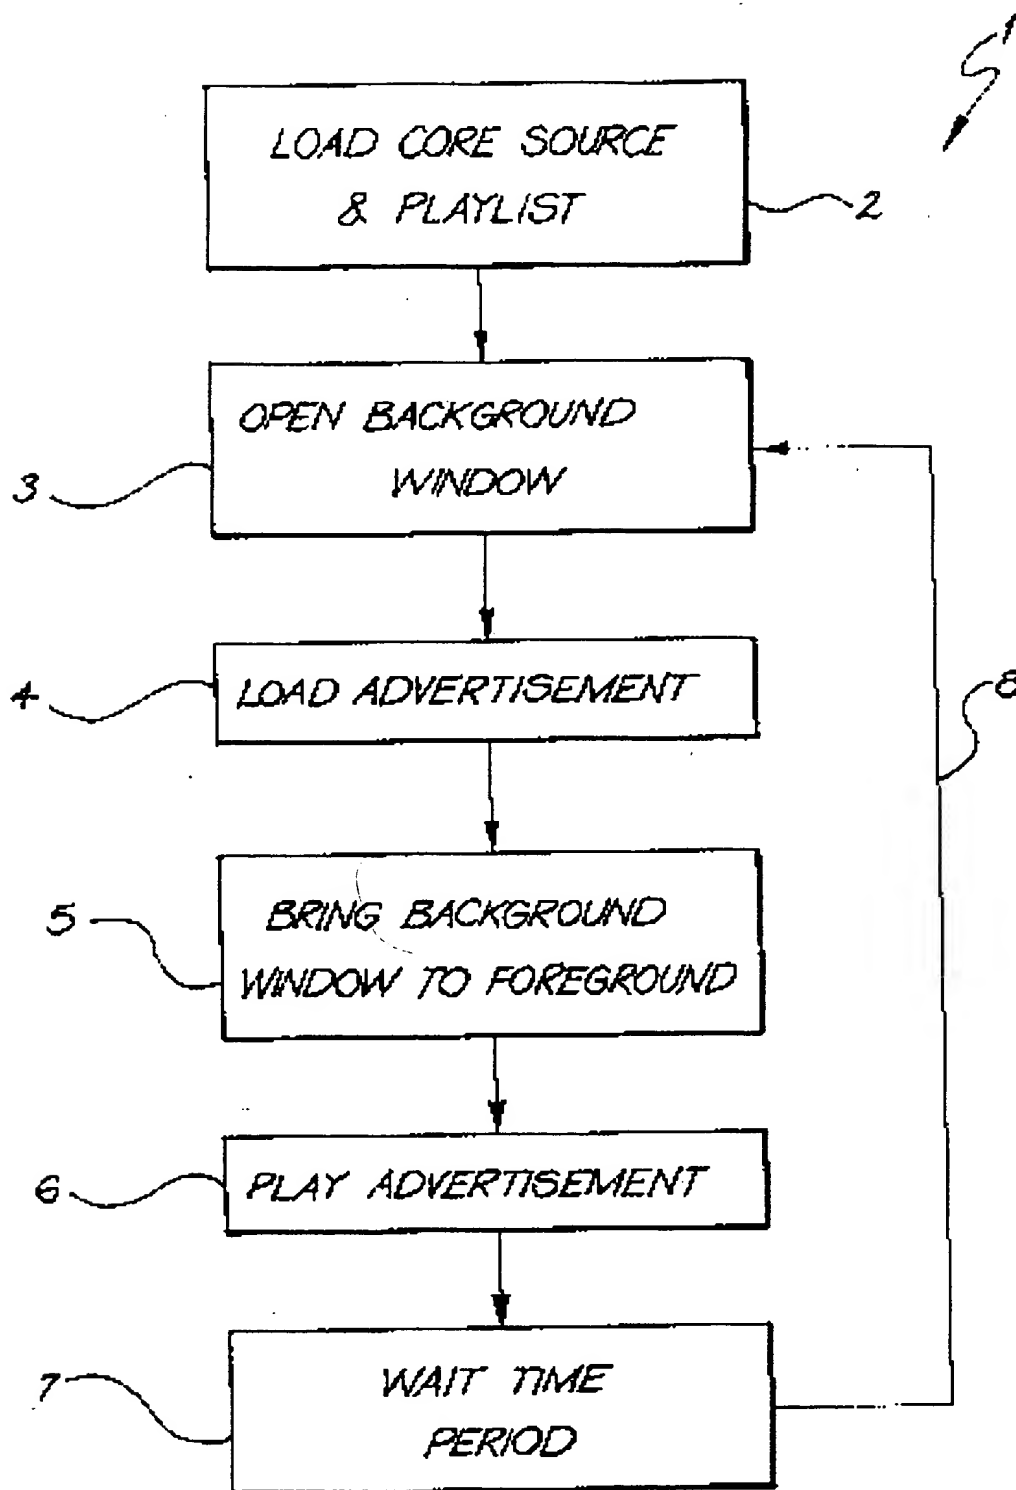 1
LOAD CORE SOURCE
& PLAYLIST
2
OPEN BACKGROUND
WINDOW
3
LOAD ADVERTISEMENT
4
8
BRING BACKGROUND
WINDOW TO FOREGROUND
5
PLAY ADVERTISEMENT
6
WAIT TIME
PERIOD
7